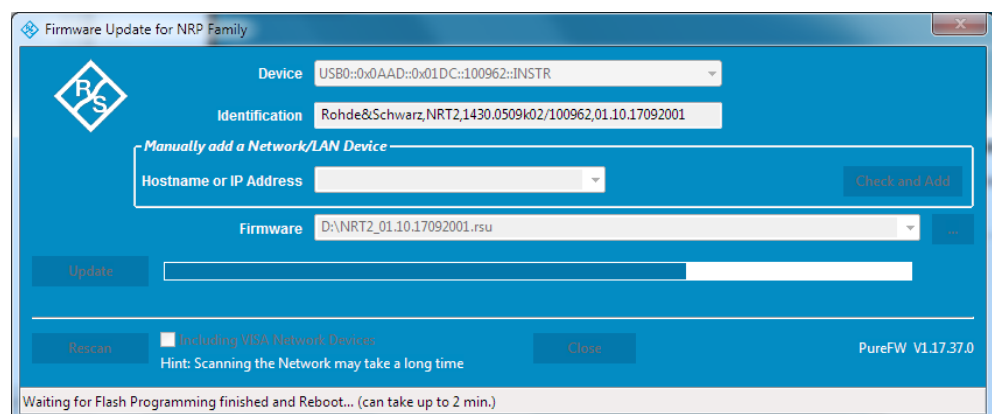 Firmware Update for NRP Family
X
R
S
Device
USB0::0x0AAD::0x01DC::100962::INSTR
Identification
Rohde&Schwarz,NRT2,1430.0509k02/100962,01.10.17092001
Manually add a Network/LAN Device
Hostname or IP Address
Check and Add
Firmware
D:\NRT2_01.10.17092001.rsu
...
Update
Including VISA Network Devices
Rescan
Hint: Scanning the Network may take a long time
Close
PureFW V1.17.37.0
Waiting for Flash Programming finished and Reboot... (can take up to 2 min.)